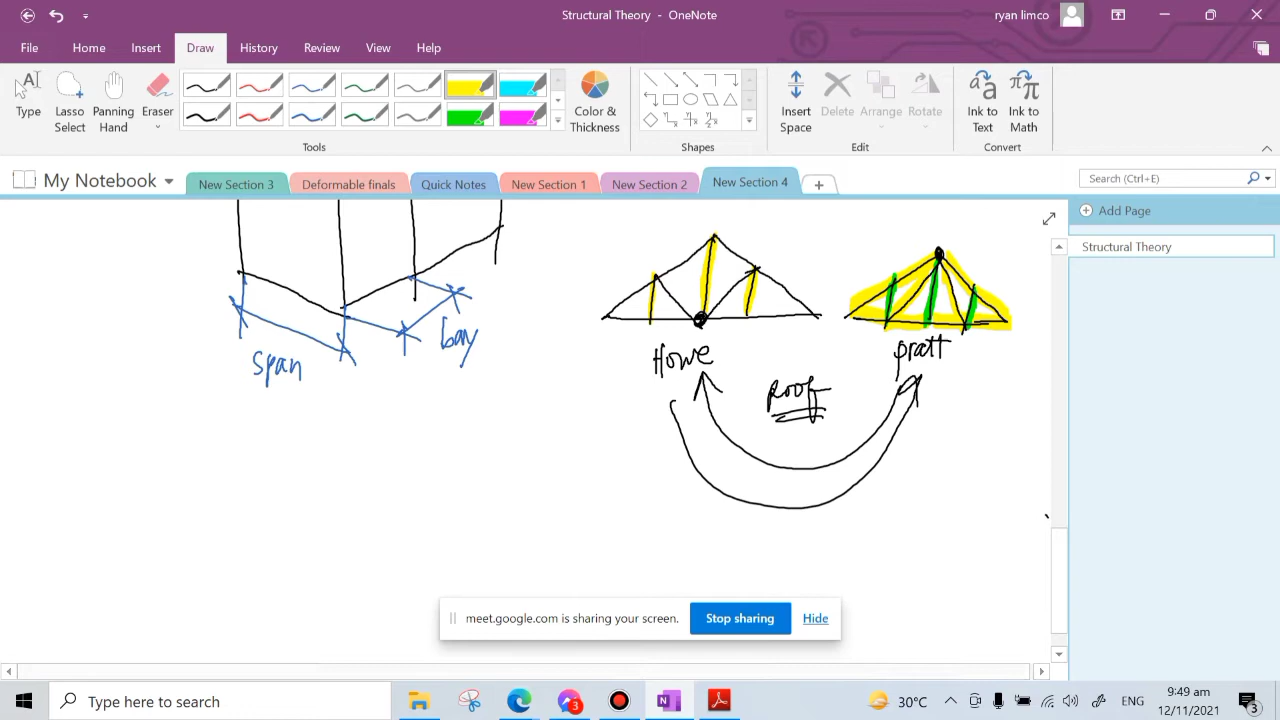 Structural Theory - OneNote
ryan limco
File Home Insert Draw History Review View Help
Type
Lasso Select
Panning Hand
Eraser
Color & Thickness
Insert Space
Delete
Arrange
Rotate
Ink to Text
Ink to Math
Tools
Shapes
Edit
Convert
My Notebook
New Section 3
Deformable finals
Quick Notes
New Section 1
New Section 2
New Section 4
Search (Ctrl+E)
Add Page
Structural Theory
span
bay
Howe
pratt
Roof
meet.google.com is sharing your screen.
Stop sharing
Hide
Type here to search
3
30°C
ENG
9:49 am
12/11/2021
3